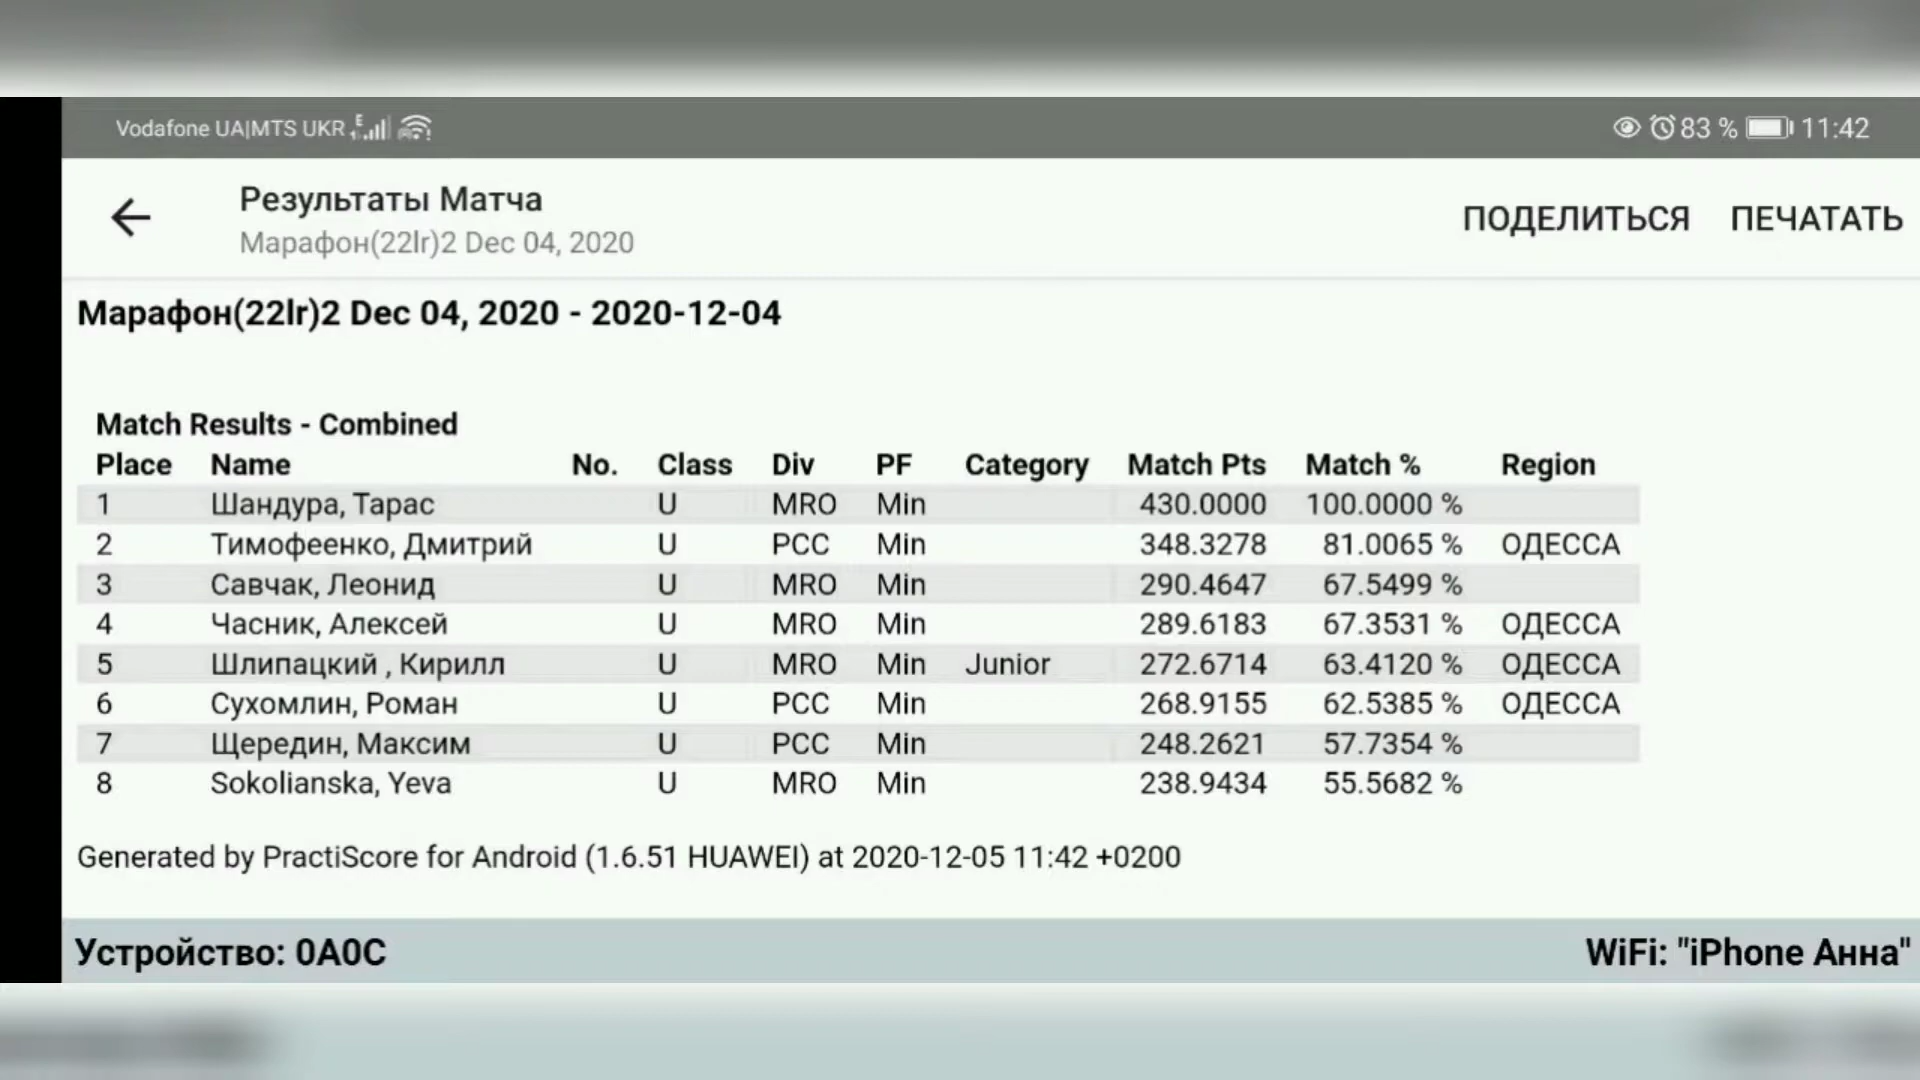 Vodafone UA|MTS UKR E 83 % 11:42
Результаты Матча
Марафон(22lr)2 Dec 04, 2020
ПОДЕЛИТЬСЯ ПЕЧАТАТЬ
Марафон(22lr)2 Dec 04, 2020 - 2020-12-04
Match Results - Combined
Place Name No. Class Div PF Category Match Pts Match % Region
1 Шандура, Тарас U MRO Min 430.0000 100.0000 %
2 Тимофеенко, Дмитрий U PCC Min 348.3278 81.0065 % ОДЕССА
3 Савчак, Леонид U MRO Min 290.4647 67.5499 %
4 Часник, Алексей U MRO Min 289.6183 67.3531 % ОДЕССА
5 Шлипацкий , Кирилл U MRO Min Junior 272.6714 63.4120 % ОДЕССА
6 Сухомлин, Роман U PCC Min 268.9155 62.5385 % ОДЕССА
7 Щередин, Максим U PCC Min 248.2621 57.7354 %
8 Sokolianska, Yeva U MRO Min 238.9434 55.5682 %
Generated by PractiScore for Android (1.6.51 HUAWEI) at 2020-12-05 11:42 +0200
Устройство: 0A0C WiFi: "iPhone Анна"